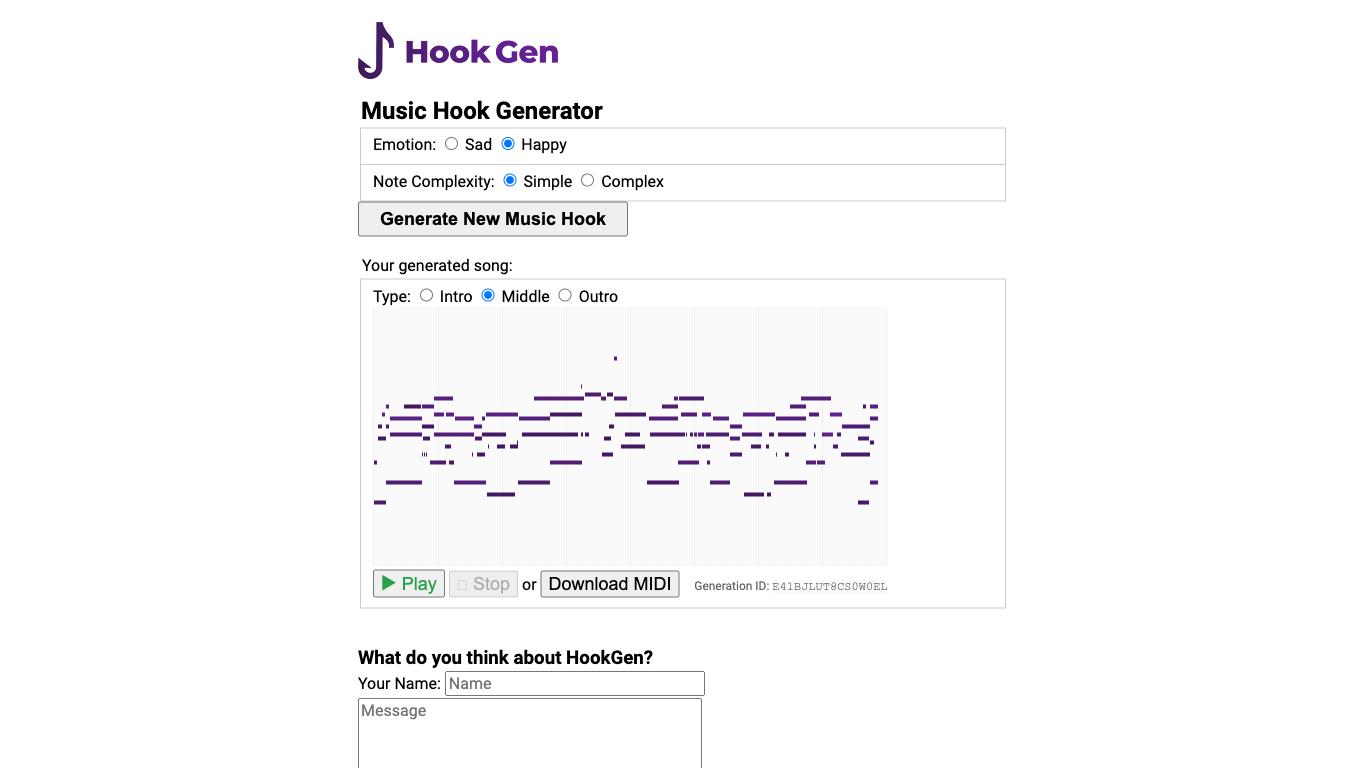 Hook Gen
Music Hook Generator
Emotion: Sad Happy
Note Complexity: Simple Complex
Generate New Music Hook
Your generated song:
Type: Intro Middle Outro
Play Stop or Download MIDI Generation ID: E41BJLUT8CS0W0EL
What do you think about HookGen?
Your Name: Name
Message